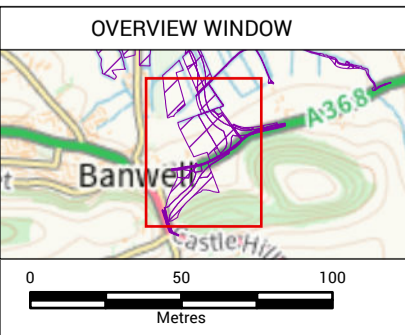 OVERVIEW WINDOW
A368
Banwell
Castle Hill
0 50 100
Metres